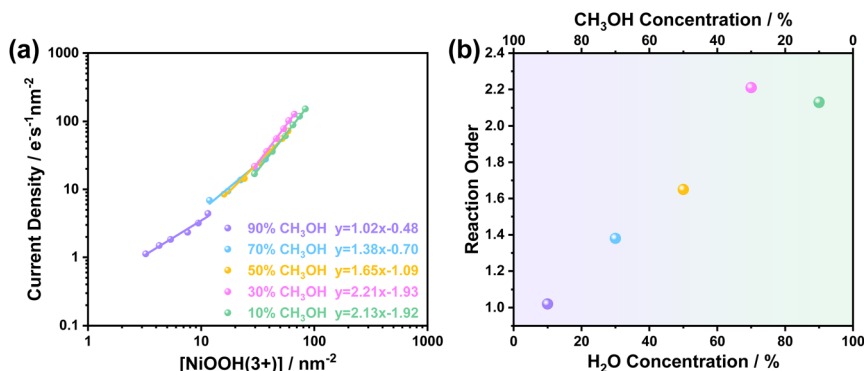 (a)
Current Density / e⁻s⁻¹nm⁻²
1000
100
10
1
0.1
1 10 100 1000
[NiOOH(3+)] / nm⁻²
90% CH₃OH y=1.02x-0.48
70% CH₃OH y=1.38x-0.70
50% CH₃OH y=1.65x-1.09
30% CH₃OH y=2.21x-1.93
10% CH₃OH y=2.13x-1.92
(b)
CH₃OH Concentration / %
100 80 60 40 20 0
Reaction Order
2.4
2.2
2.0
1.8
1.6
1.4
1.2
1.0
0 20 40 60 80 100
H₂O Concentration / %